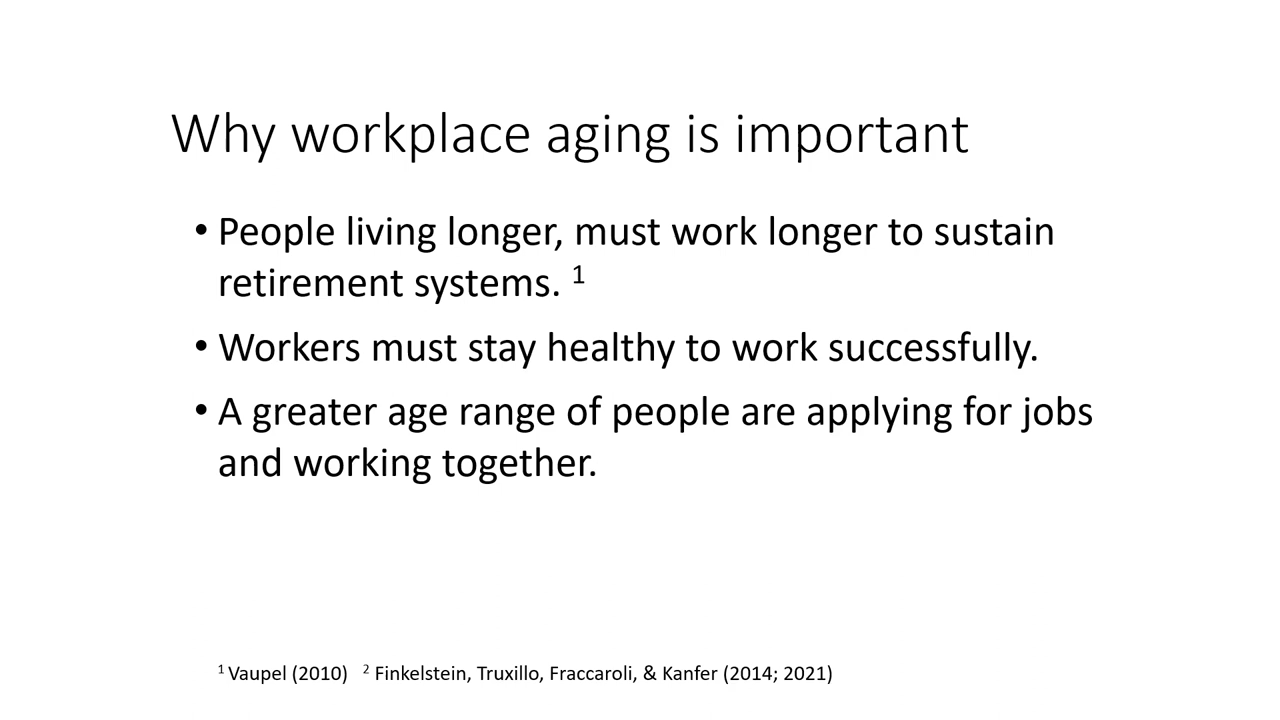 Why workplace aging is important
• People living longer, must work longer to sustain
retirement systems. ¹
• Workers must stay healthy to work successfully.
• A greater age range of people are applying for jobs
and working together.
¹ Vaupel (2010) ² Finkelstein, Truxillo, Fraccaroli, & Kanfer (2014; 2021)